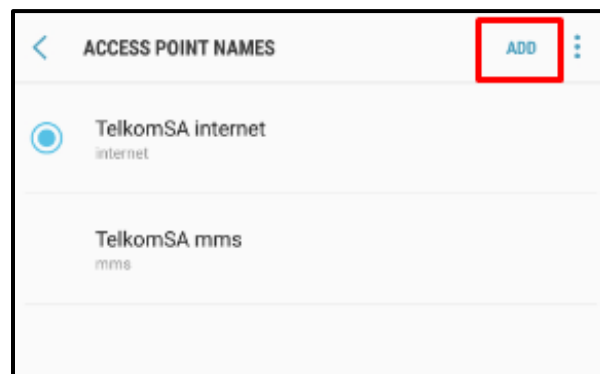 ACCESS POINT NAMES ADD
TelkomSA internet
internet
TelkomSA mms
mms